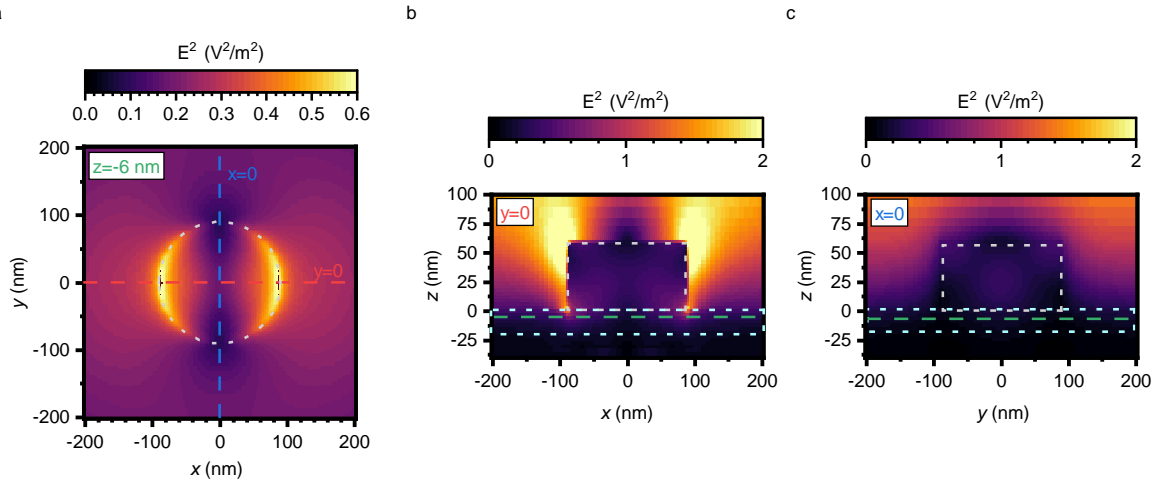 a
E² (V²/m²)
0.0 0.1 0.2 0.3 0.4 0.5 0.6
200
100
0
-100
-200
y (nm)
z=-6 nm
x=0
y=0
-200 -100 0 100 200
x (nm)
b
E² (V²/m²)
0 1 2
100
75
50
25
0
-25
z (nm)
y=0
-200 -100 0 100 200
x (nm)
c
E² (V²/m²)
0 1 2
100
75
50
25
0
-25
z (nm)
x=0
-200 -100 0 100 200
y (nm)